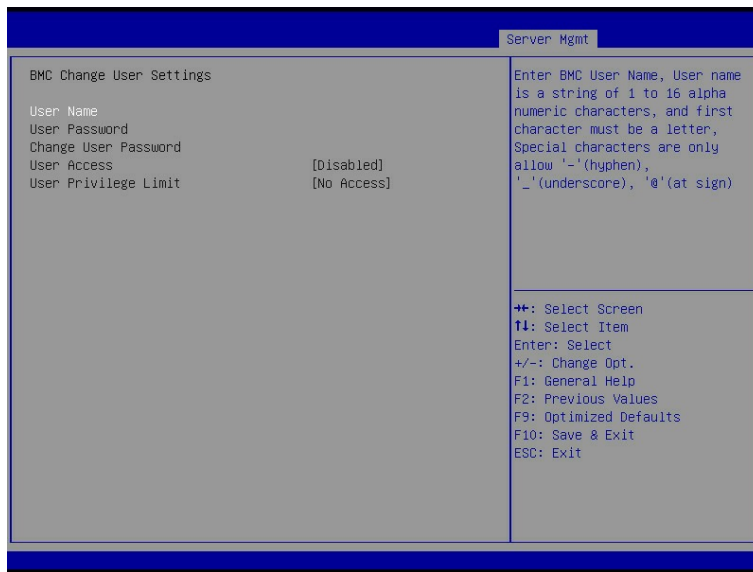 Server Mgmt
BMC Change User Settings
User Name
User Password
Change User Password
User Access [Disabled]
User Privilege Limit [No Access]
Enter BMC User Name, User name
is a string of 1 to 16 alpha
numeric characters, and first
character must be a letter,
Special characters are only
allow '-'(hyphen),
'_'(underscore), '@'(at sign)
→←: Select Screen
↑↓: Select Item
Enter: Select
+/-: Change Opt.
F1: General Help
F2: Previous Values
F9: Optimized Defaults
F10: Save & Exit
ESC: Exit